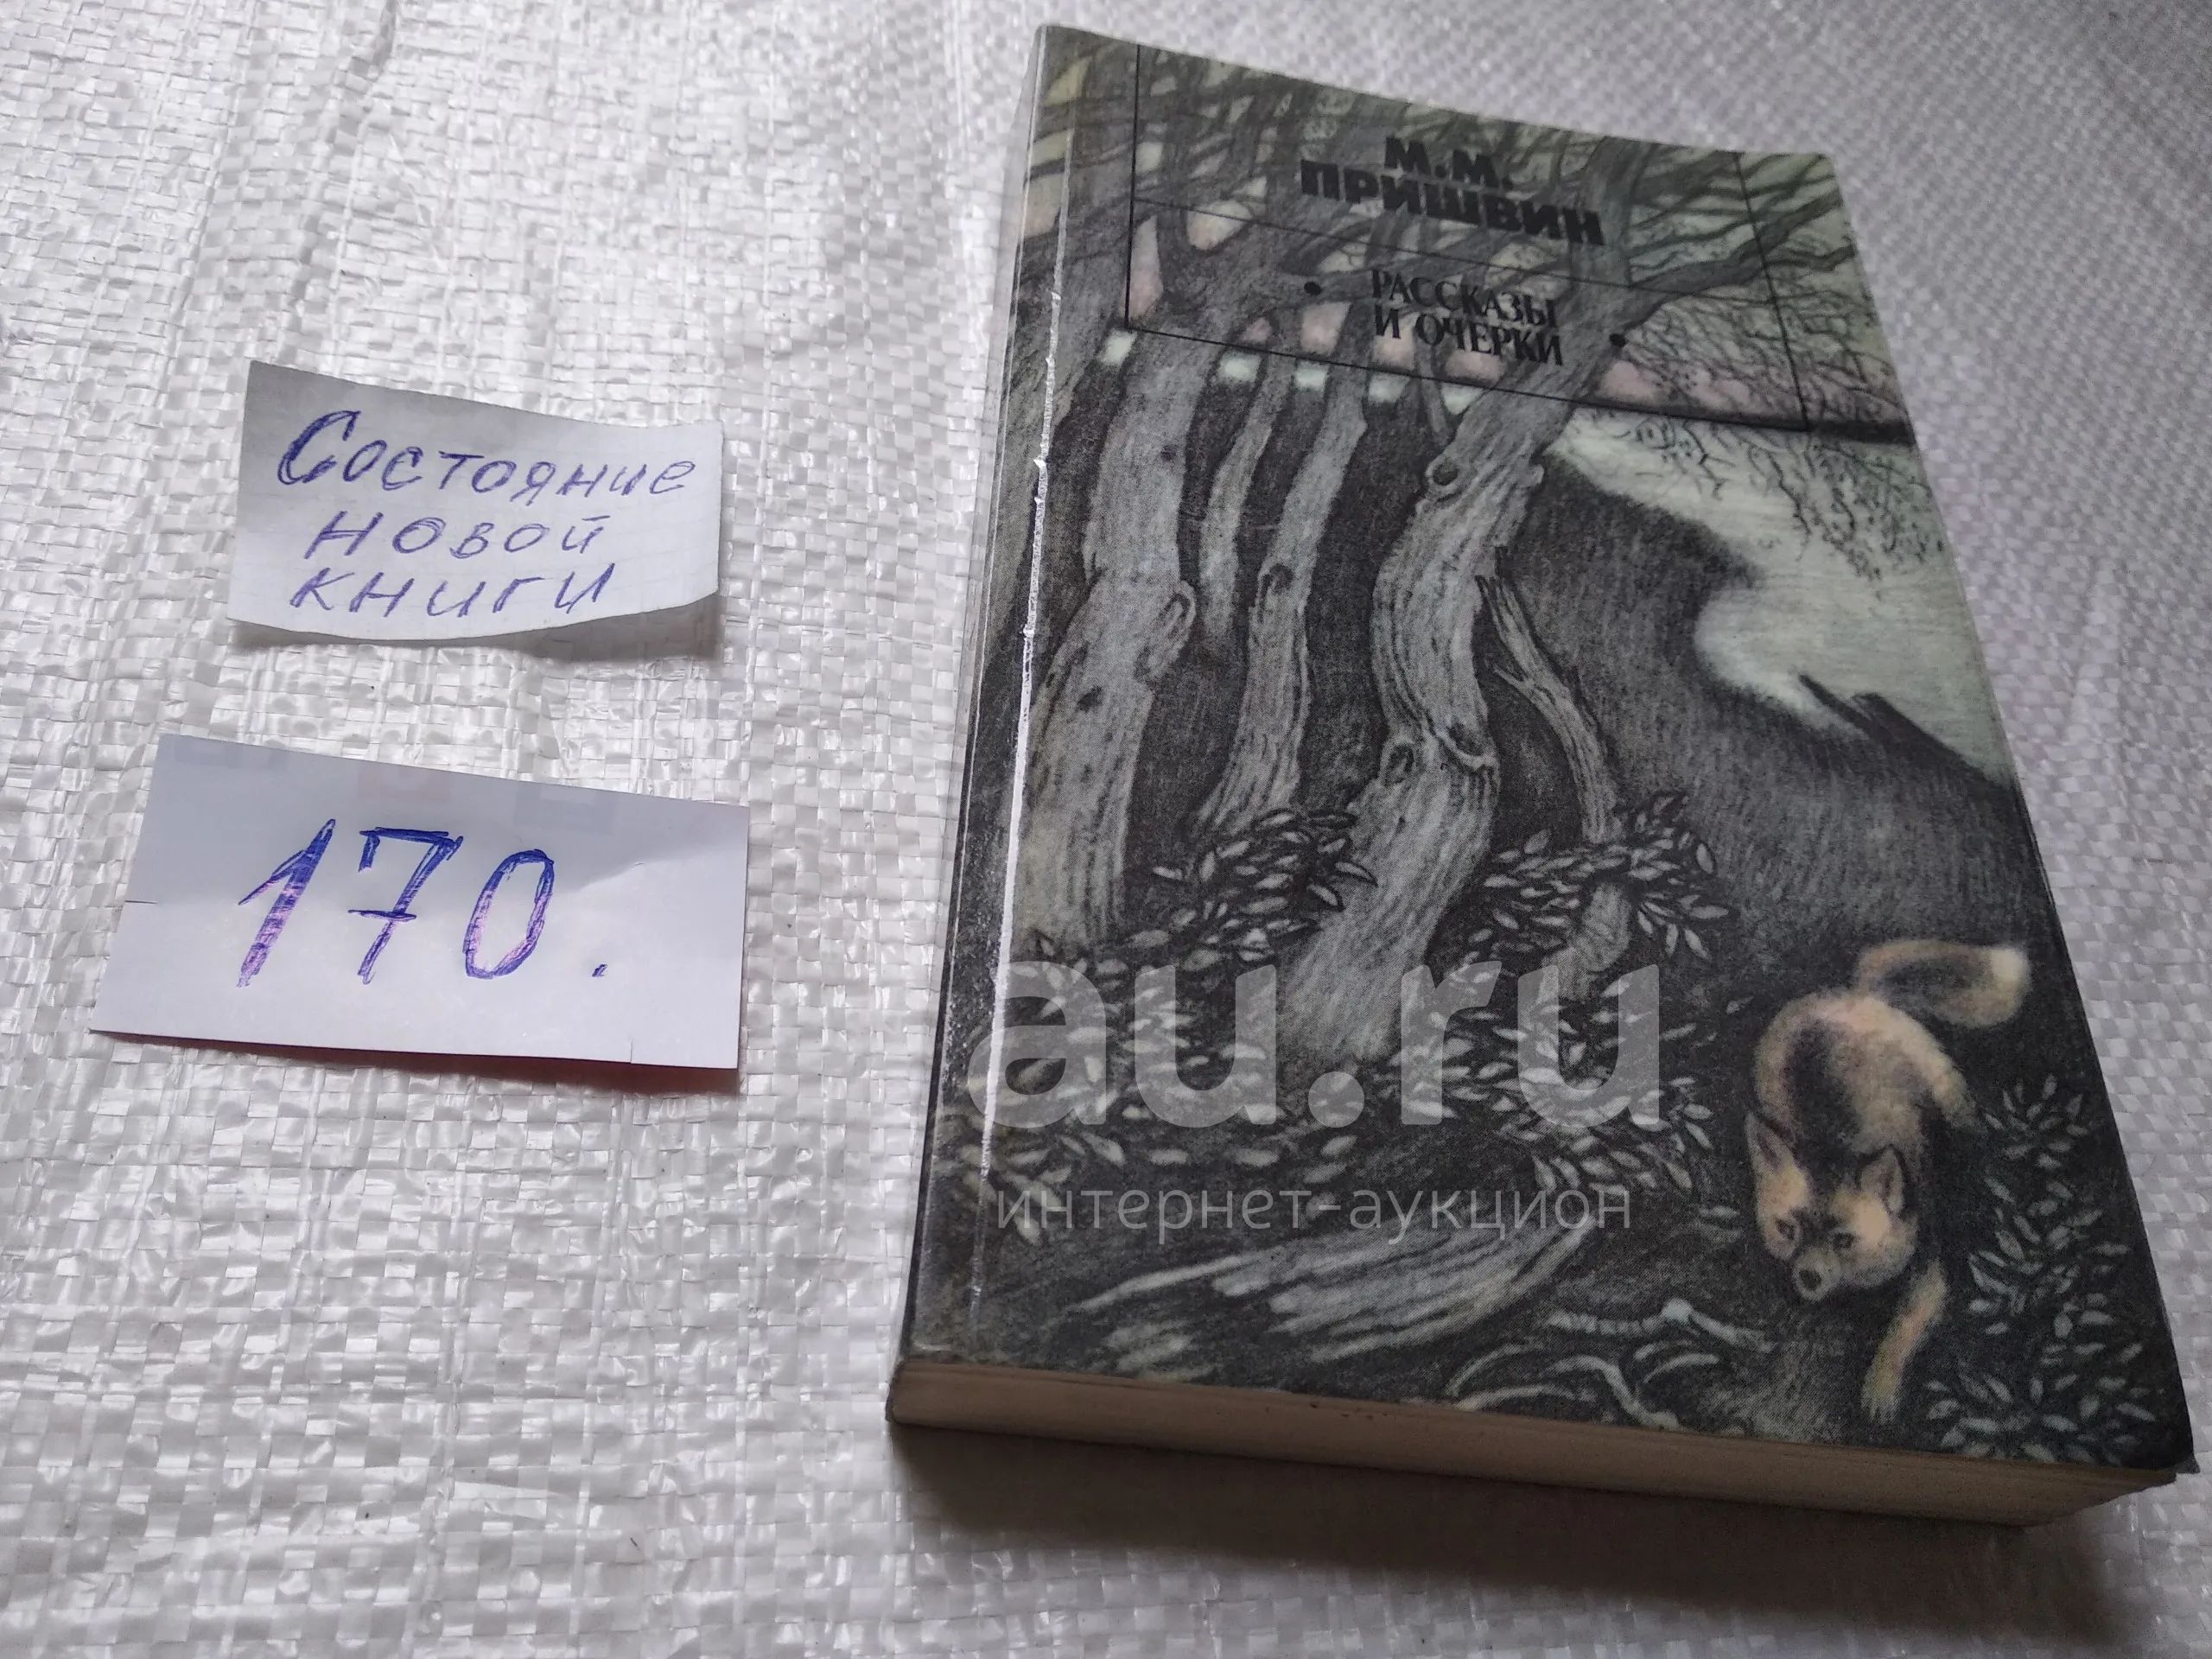 М.М.
ПРИШВИН
• РАССКАЗЫ
И ОЧЕРКИ •
Состояние
новой
книги
170.
au.ru
интернет-аукцион